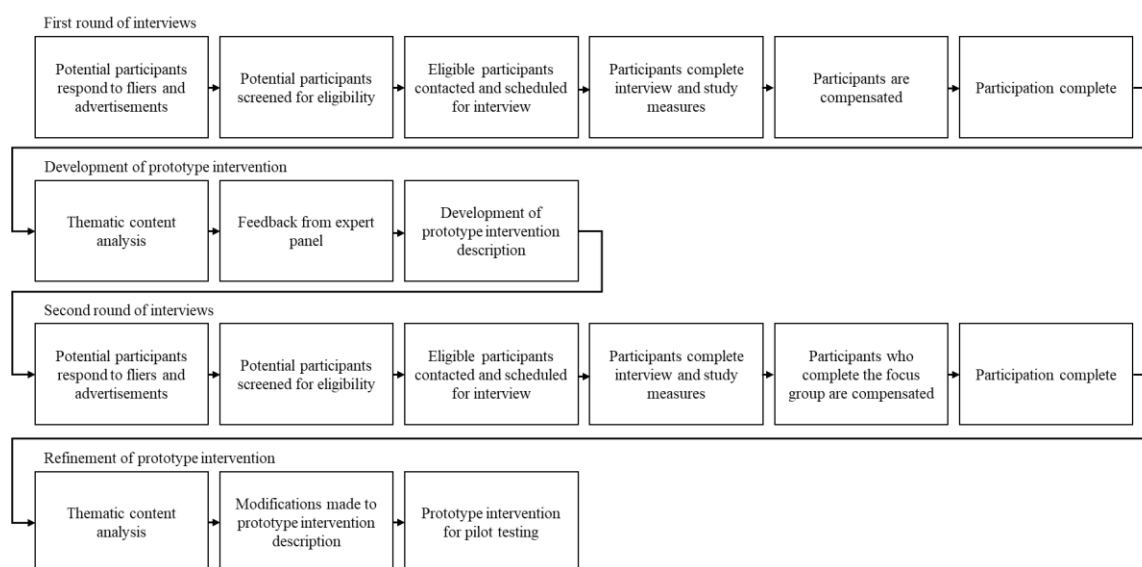 First round of interviews
Potential participants
respond to fliers and
advertisements
Potential participants
screened for eligibility
Eligible participants
contacted and scheduled
for interview
Participants complete
interview and study
measures
Participants are
compensated
Participation complete
Development of prototype intervention
Thematic content
analysis
Feedback from expert
panel
Development of
prototype intervention
description
Second round of interviews
Potential participants
respond to fliers and
advertisements
Potential participants
screened for eligibility
Eligible participants
contacted and scheduled
for interview
Participants complete
interview and study
measures
Participants who
complete the focus
group are compensated
Participation complete
Refinement of prototype intervention
Thematic content
analysis
Modifications made to
prototype intervention
description
Prototype intervention
for pilot testing